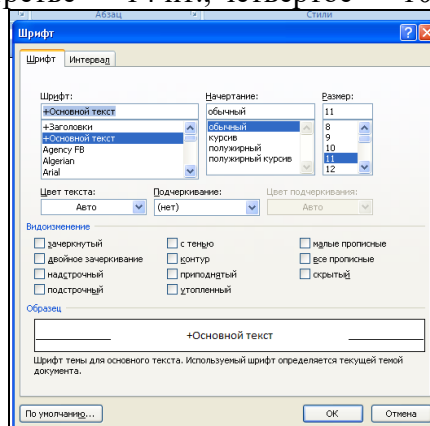 Абзац Стили
Шрифт
Шрифт Интервал
Шрифт: Начертание: Размер:
+Основной текст обычный 11
+Заголовки обычный 8
+Основной текст курсив 9
Agency FB полужирный 10
Algerian полужирный курсив 11
Arial 12
Цвет текста: Подчеркивание: Цвет подчеркивания:
Авто (нет) Авто
Видоизменение
зачеркнутый с тенью малые прописные
двойное зачеркивание контур все прописные
надстрочный приподнятый скрытый
подстрочный утопленный
Образец
+Основной текст
Шрифт темы для основного текста. Используемый шрифт определяется текущей темой
документа.
По умолчанию... ОК Отмена